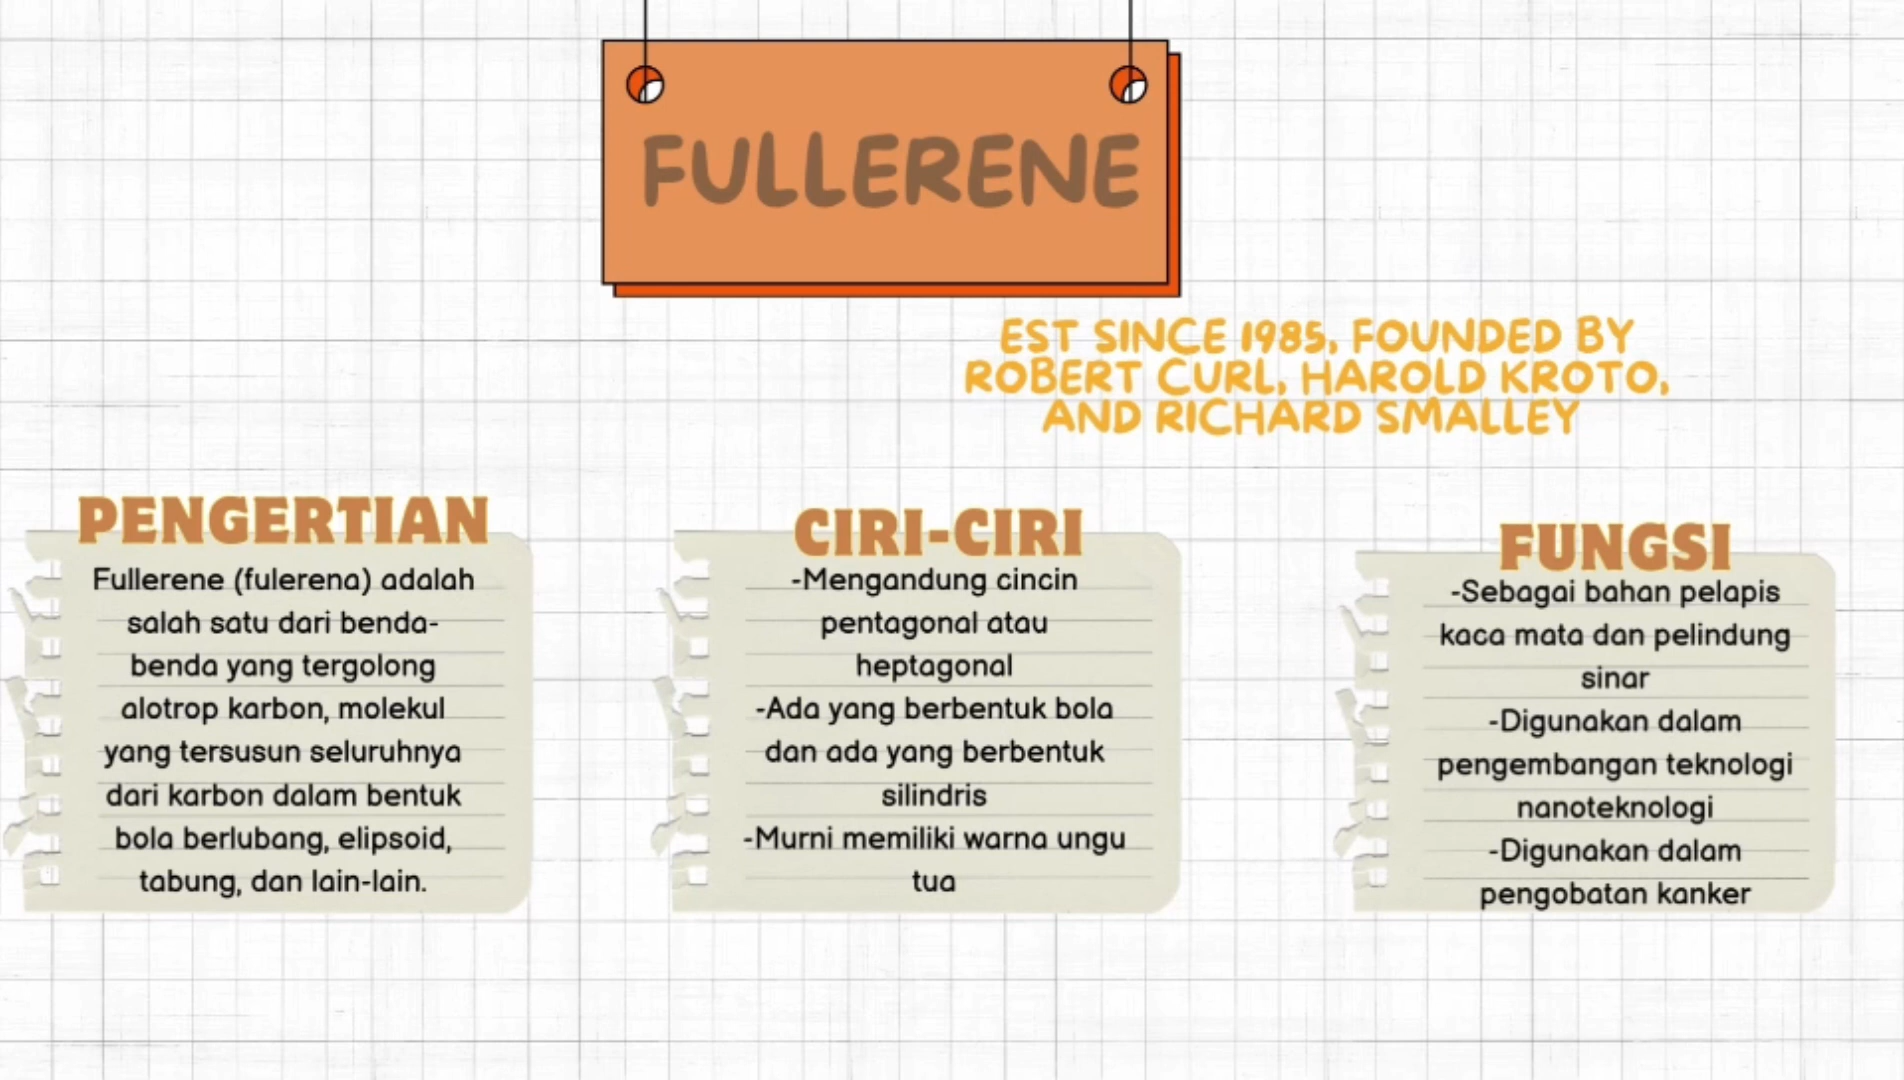 FULLERENE
EST SINCE 1985, FOUNDED BY
ROBERT CURL, HAROLD KROTO,
AND RICHARD SMALLEY
PENGERTIAN
Fullerene (fulerena) adalah
salah satu dari benda-
benda yang tergolong
alotrop karbon, molekul
yang tersusun seluruhnya
dari karbon dalam bentuk
bola berlubang, elipsoid,
tabung, dan lain-lain.
CIRI-CIRI
-Mengandung cincin
pentagonal atau
heptagonal
-Ada yang berbentuk bola
dan ada yang berbentuk
silindris
-Murni memiliki warna ungu
tua
FUNGSI
-Sebagai bahan pelapis
kaca mata dan pelindung
sinar
-Digunakan dalam
pengembangan teknologi
nanoteknologi
-Digunakan dalam
pengobatan kanker